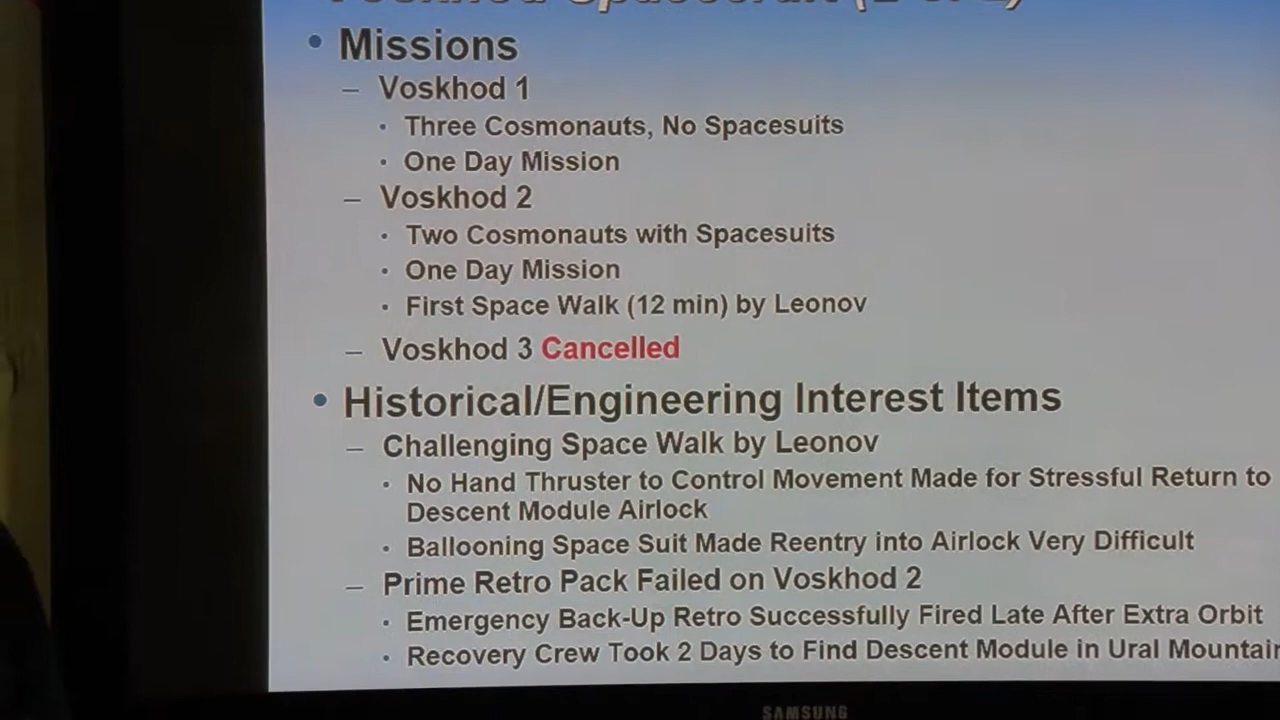 • Missions
– Voskhod 1
· Three Cosmonauts, No Spacesuits
· One Day Mission
– Voskhod 2
· Two Cosmonauts with Spacesuits
· One Day Mission
· First Space Walk (12 min) by Leonov
– Voskhod 3 Cancelled
• Historical/Engineering Interest Items
– Challenging Space Walk by Leonov
· No Hand Thruster to Control Movement Made for Stressful Return to
Descent Module Airlock
· Ballooning Space Suit Made Reentry into Airlock Very Difficult
– Prime Retro Pack Failed on Voskhod 2
· Emergency Back-Up Retro Successfully Fired Late After Extra Orbit
· Recovery Crew Took 2 Days to Find Descent Module in Ural Mountai
SAMSUNG